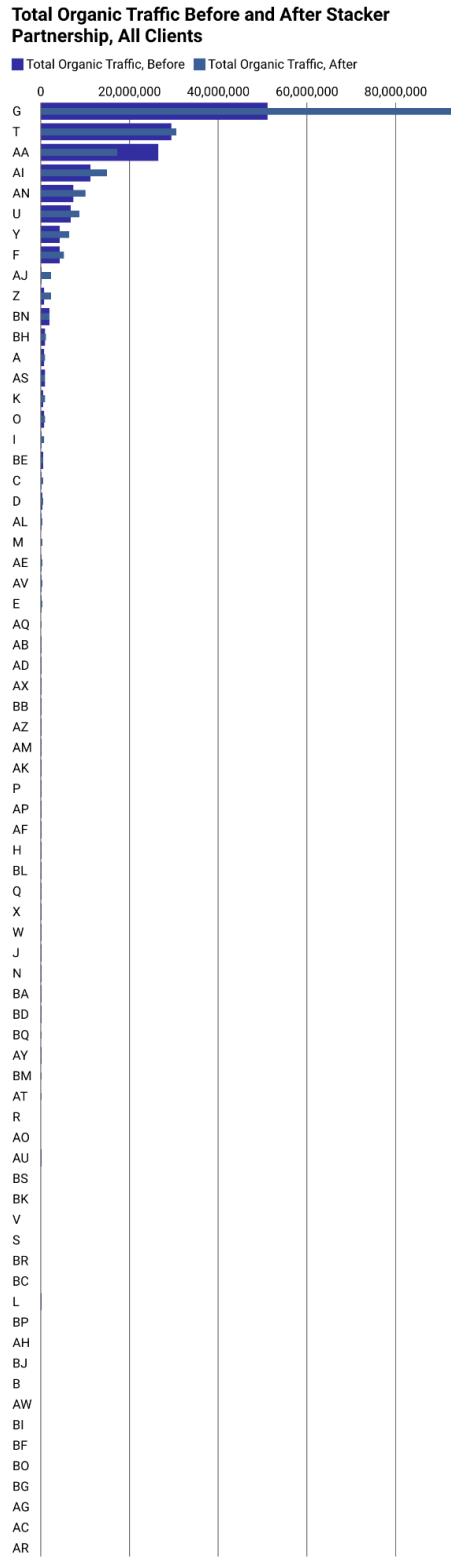 Total Organic Traffic Before and After Stacker
Partnership, All Clients
Total Organic Traffic, Before Total Organic Traffic, After
0 20,000,000 40,000,000 60,000,000 80,000,000
G
T
AA
AI
AN
U
Y
F
AJ
Z
BN
BH
A
AS
K
O
I
BE
C
D
AL
M
AE
AV
E
AQ
AB
AD
AX
BB
AZ
AM
AK
P
AP
AF
H
BL
Q
X
W
J
N
BA
BD
BQ
AY
BM
AT
R
AO
AU
BS
BK
V
S
BR
BC
L
BP
AH
BJ
B
AW
BI
BF
BO
BG
AG
AC
AR